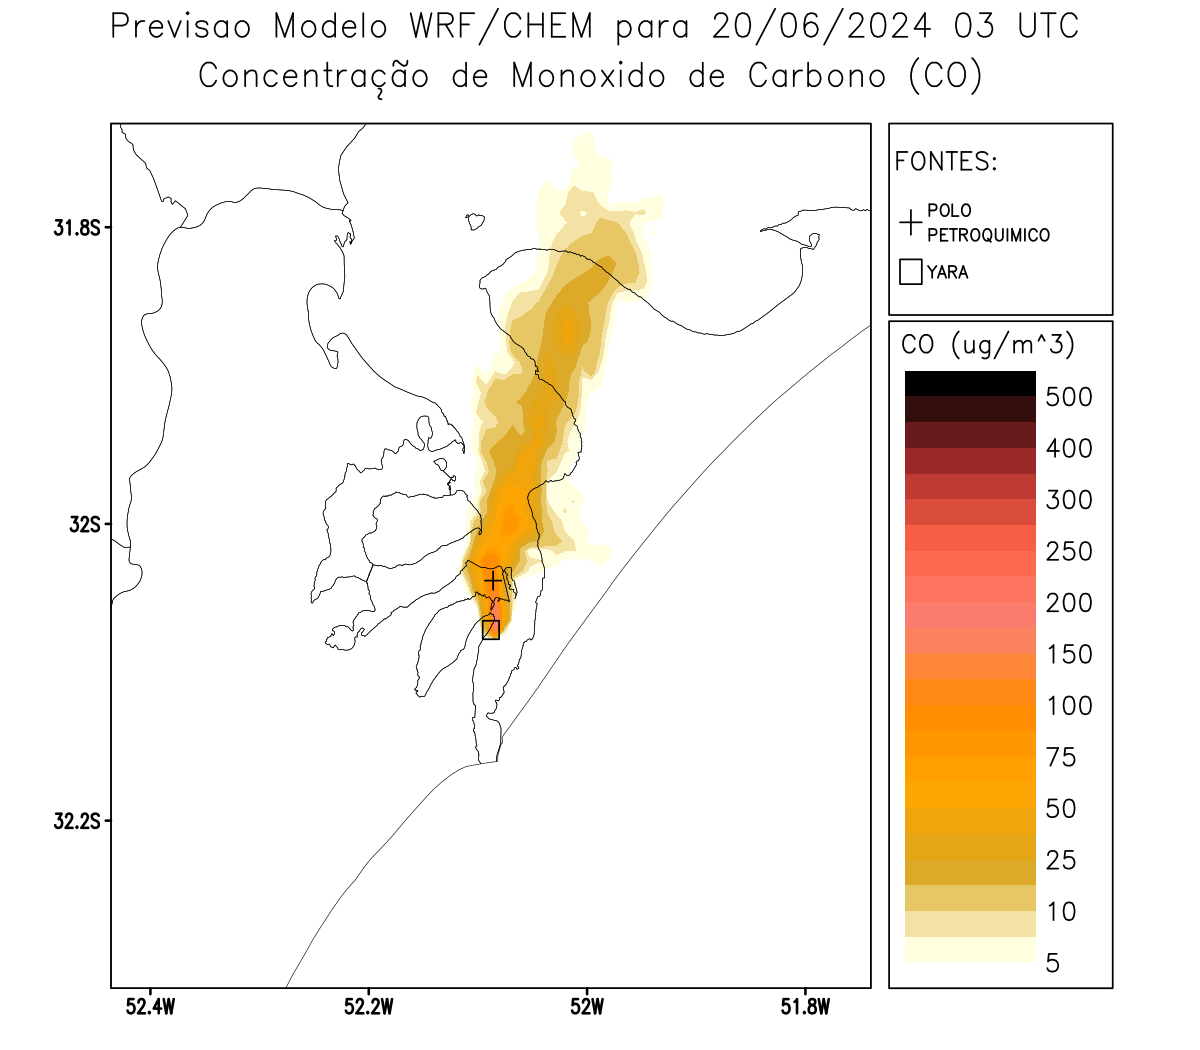 Previsao Modelo WRF/CHEM para 20/06/2024 03 UTC
Concentração de Monoxido de Carbono (CO)
FONTES:
POLO
PETROQUIMICO
YARA
31.8S
32S
32.2S
52.4W
52.2W
52W
51.8W
CO (ug/m^3)
500
400
300
250
200
150
100
75
50
25
10
5